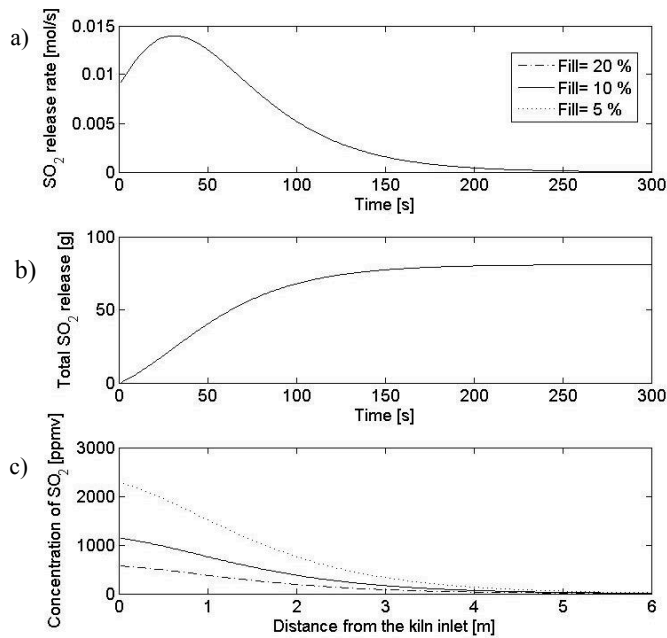 a)
SO2 release rate [mol/s]
0.015
0.01
0.005
0
Fill= 20 %
Fill= 10 %
Fill= 5 %
0 50 100 150 200 250 300
Time [s]
b)
Total SO2 release [g]
100
50
0
0 50 100 150 200 250 300
Time [s]
c)
Concentration of SO2 [ppmv]
3000
2000
1000
0
0 1 2 3 4 5 6
Distance from the kiln inlet [m]